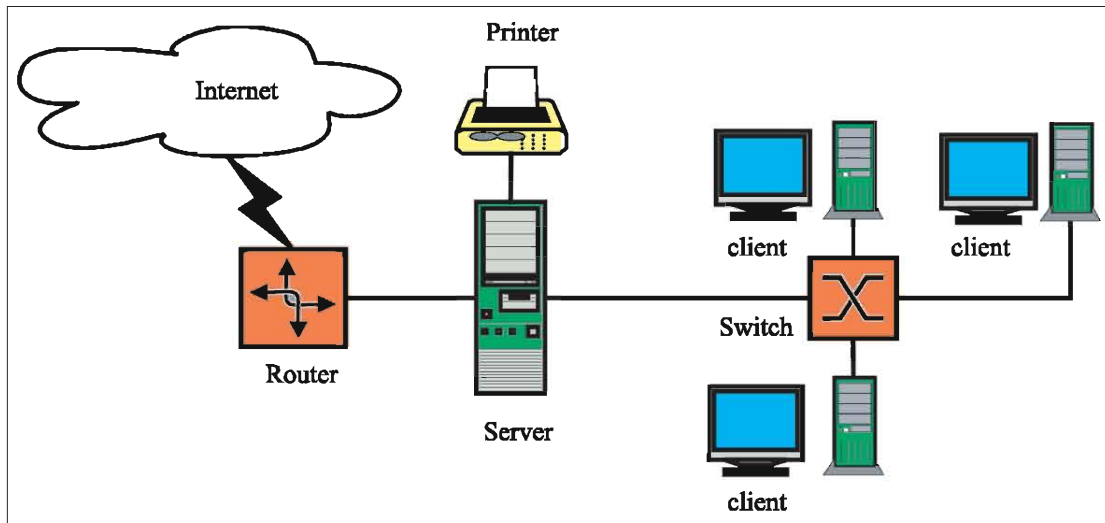 Printer
Internet
client
client
Switch
Router
Server
client